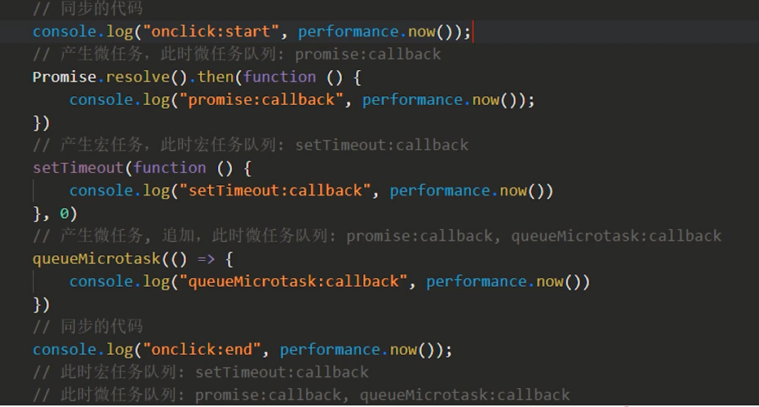 // 同步的代码
console.log("onclick:start", performance.now());
// 产生微任务，此时微任务队列: promise:callback
Promise.resolve().then(function () {
console.log("promise:callback", performance.now());
})
// 产生宏任务，此时宏任务队列: setTimeout:callback
setTimeout(function () {
console.log("setTimeout:callback", performance.now())
}, 0)
// 产生微任务, 追加，此时微任务队列: promise:callback, queueMicrotask:callback
queueMicrotask(() => {
console.log("queueMicrotask:callback", performance.now())
})
// 同步的代码
console.log("onclick:end", performance.now());
// 此时宏任务队列: setTimeout:callback
// 此时微任务队列: promise:callback, queueMicrotask:callback